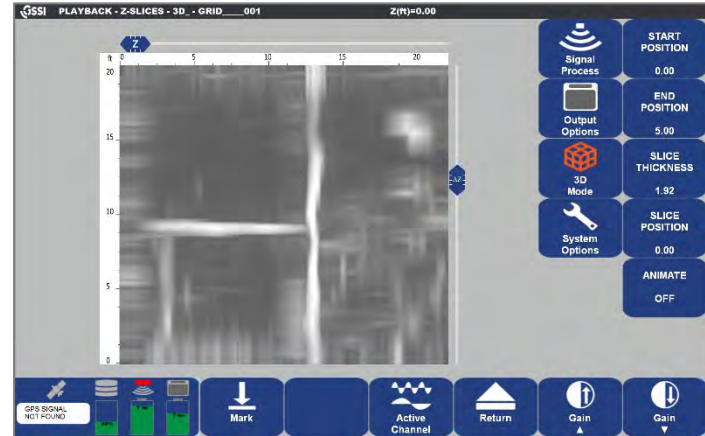 GSSI PLAYBACK - Z-SLICES - 3D_ - GRID____001 Z(ft)=0.00
Z
ft 0 5 10 15 20
20
15
10
5
0
ΔZ
Signal
Process
Output
Options
3D
Mode
System
Options
START
POSITION
0.00
END
POSITION
5.00
SLICE
THICKNESS
1.92
SLICE
POSITION
0.00
ANIMATE
OFF
GPS SIGNAL
NOT FOUND
Mark
Active
Channel
Return
Gain
▲
Gain
▼